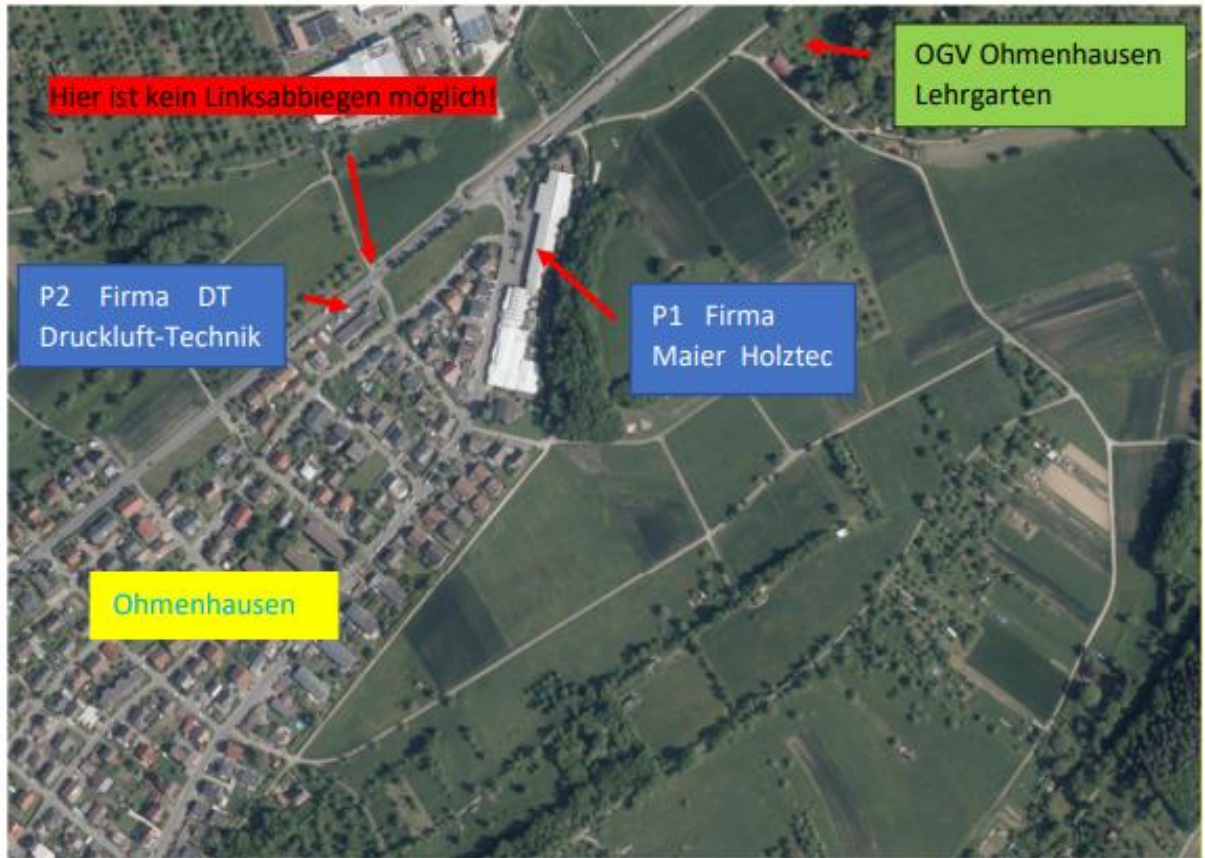 OGV Ohmenhausen
Lehrgarten
Hier ist kein Linksabbiegen möglich!
P2 Firma DT
Druckluft-Technik
P1 Firma
Maier Holztec
Ohmenhausen